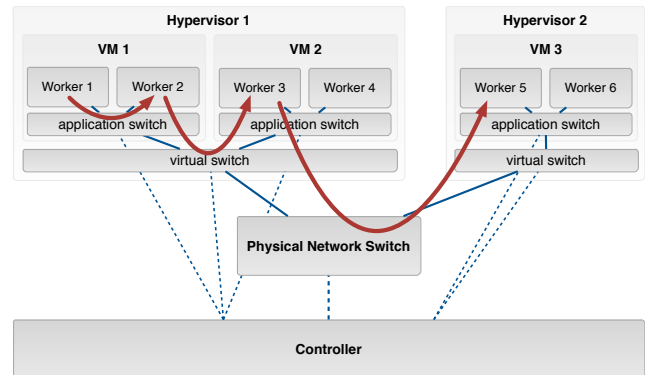 Hypervisor 1
Hypervisor 2
VM 1
VM 2
VM 3
Worker 1
Worker 2
Worker 3
Worker 4
Worker 5
Worker 6
application switch
application switch
application switch
virtual switch
virtual switch
Physical Network Switch
Controller